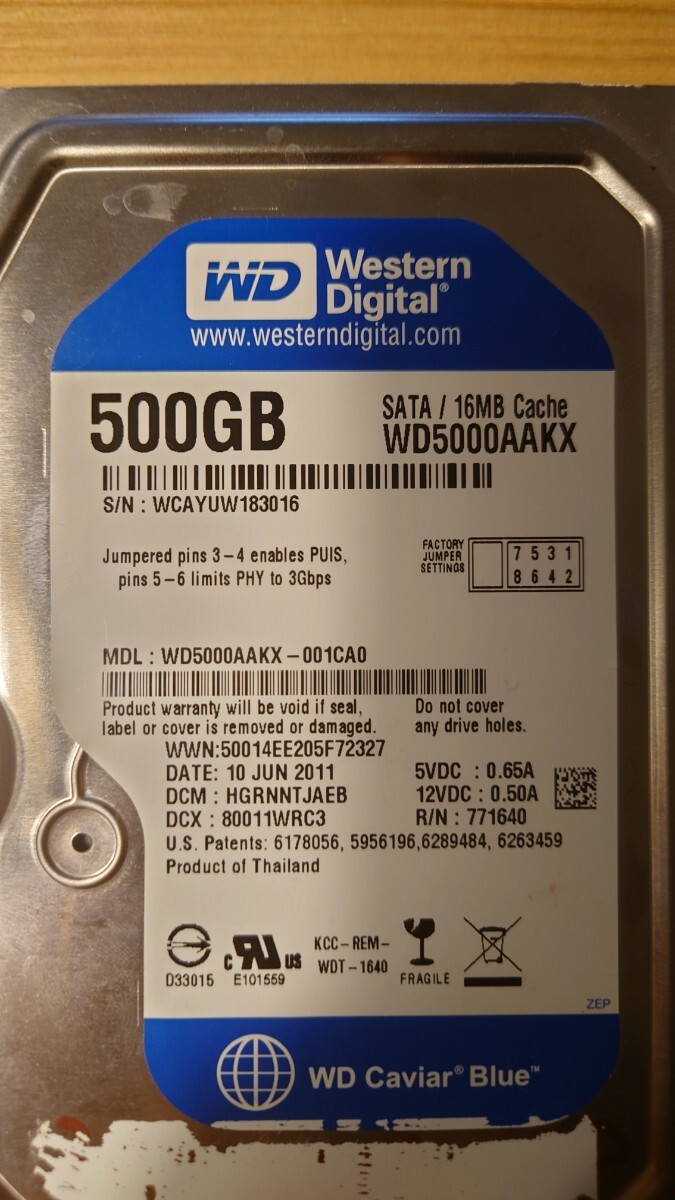 WD Western Digital®
www.westerndigital.com
500GB
SATA / 16MB Cache
WD5000AAKX
S/N : WCAYUW183016
Jumpered pins 3-4 enables PUIS,
pins 5-6 limits PHY to 3Gbps
FACTORY
JUMPER
SETTINGS
7 5 3 1
8 6 4 2
MDL : WD5000AAKX-001CA0
Product warranty will be void if seal,
label or cover is removed or damaged.
Do not cover
any drive holes.
WWN:50014EE205F72327
DATE: 10 JUN 2011
DCM : HGRNNTJAEB
DCX : 80011WRC3
5VDC : 0.65A
12VDC : 0.50A
R/N : 771640
U.S. Patents: 6178056, 5956196,6289484, 6263459
Product of Thailand
D33015
c RU US
E101559
KCC-REM-
WDT-1640
FRAGILE
ZEP
WD Caviar® Blue™